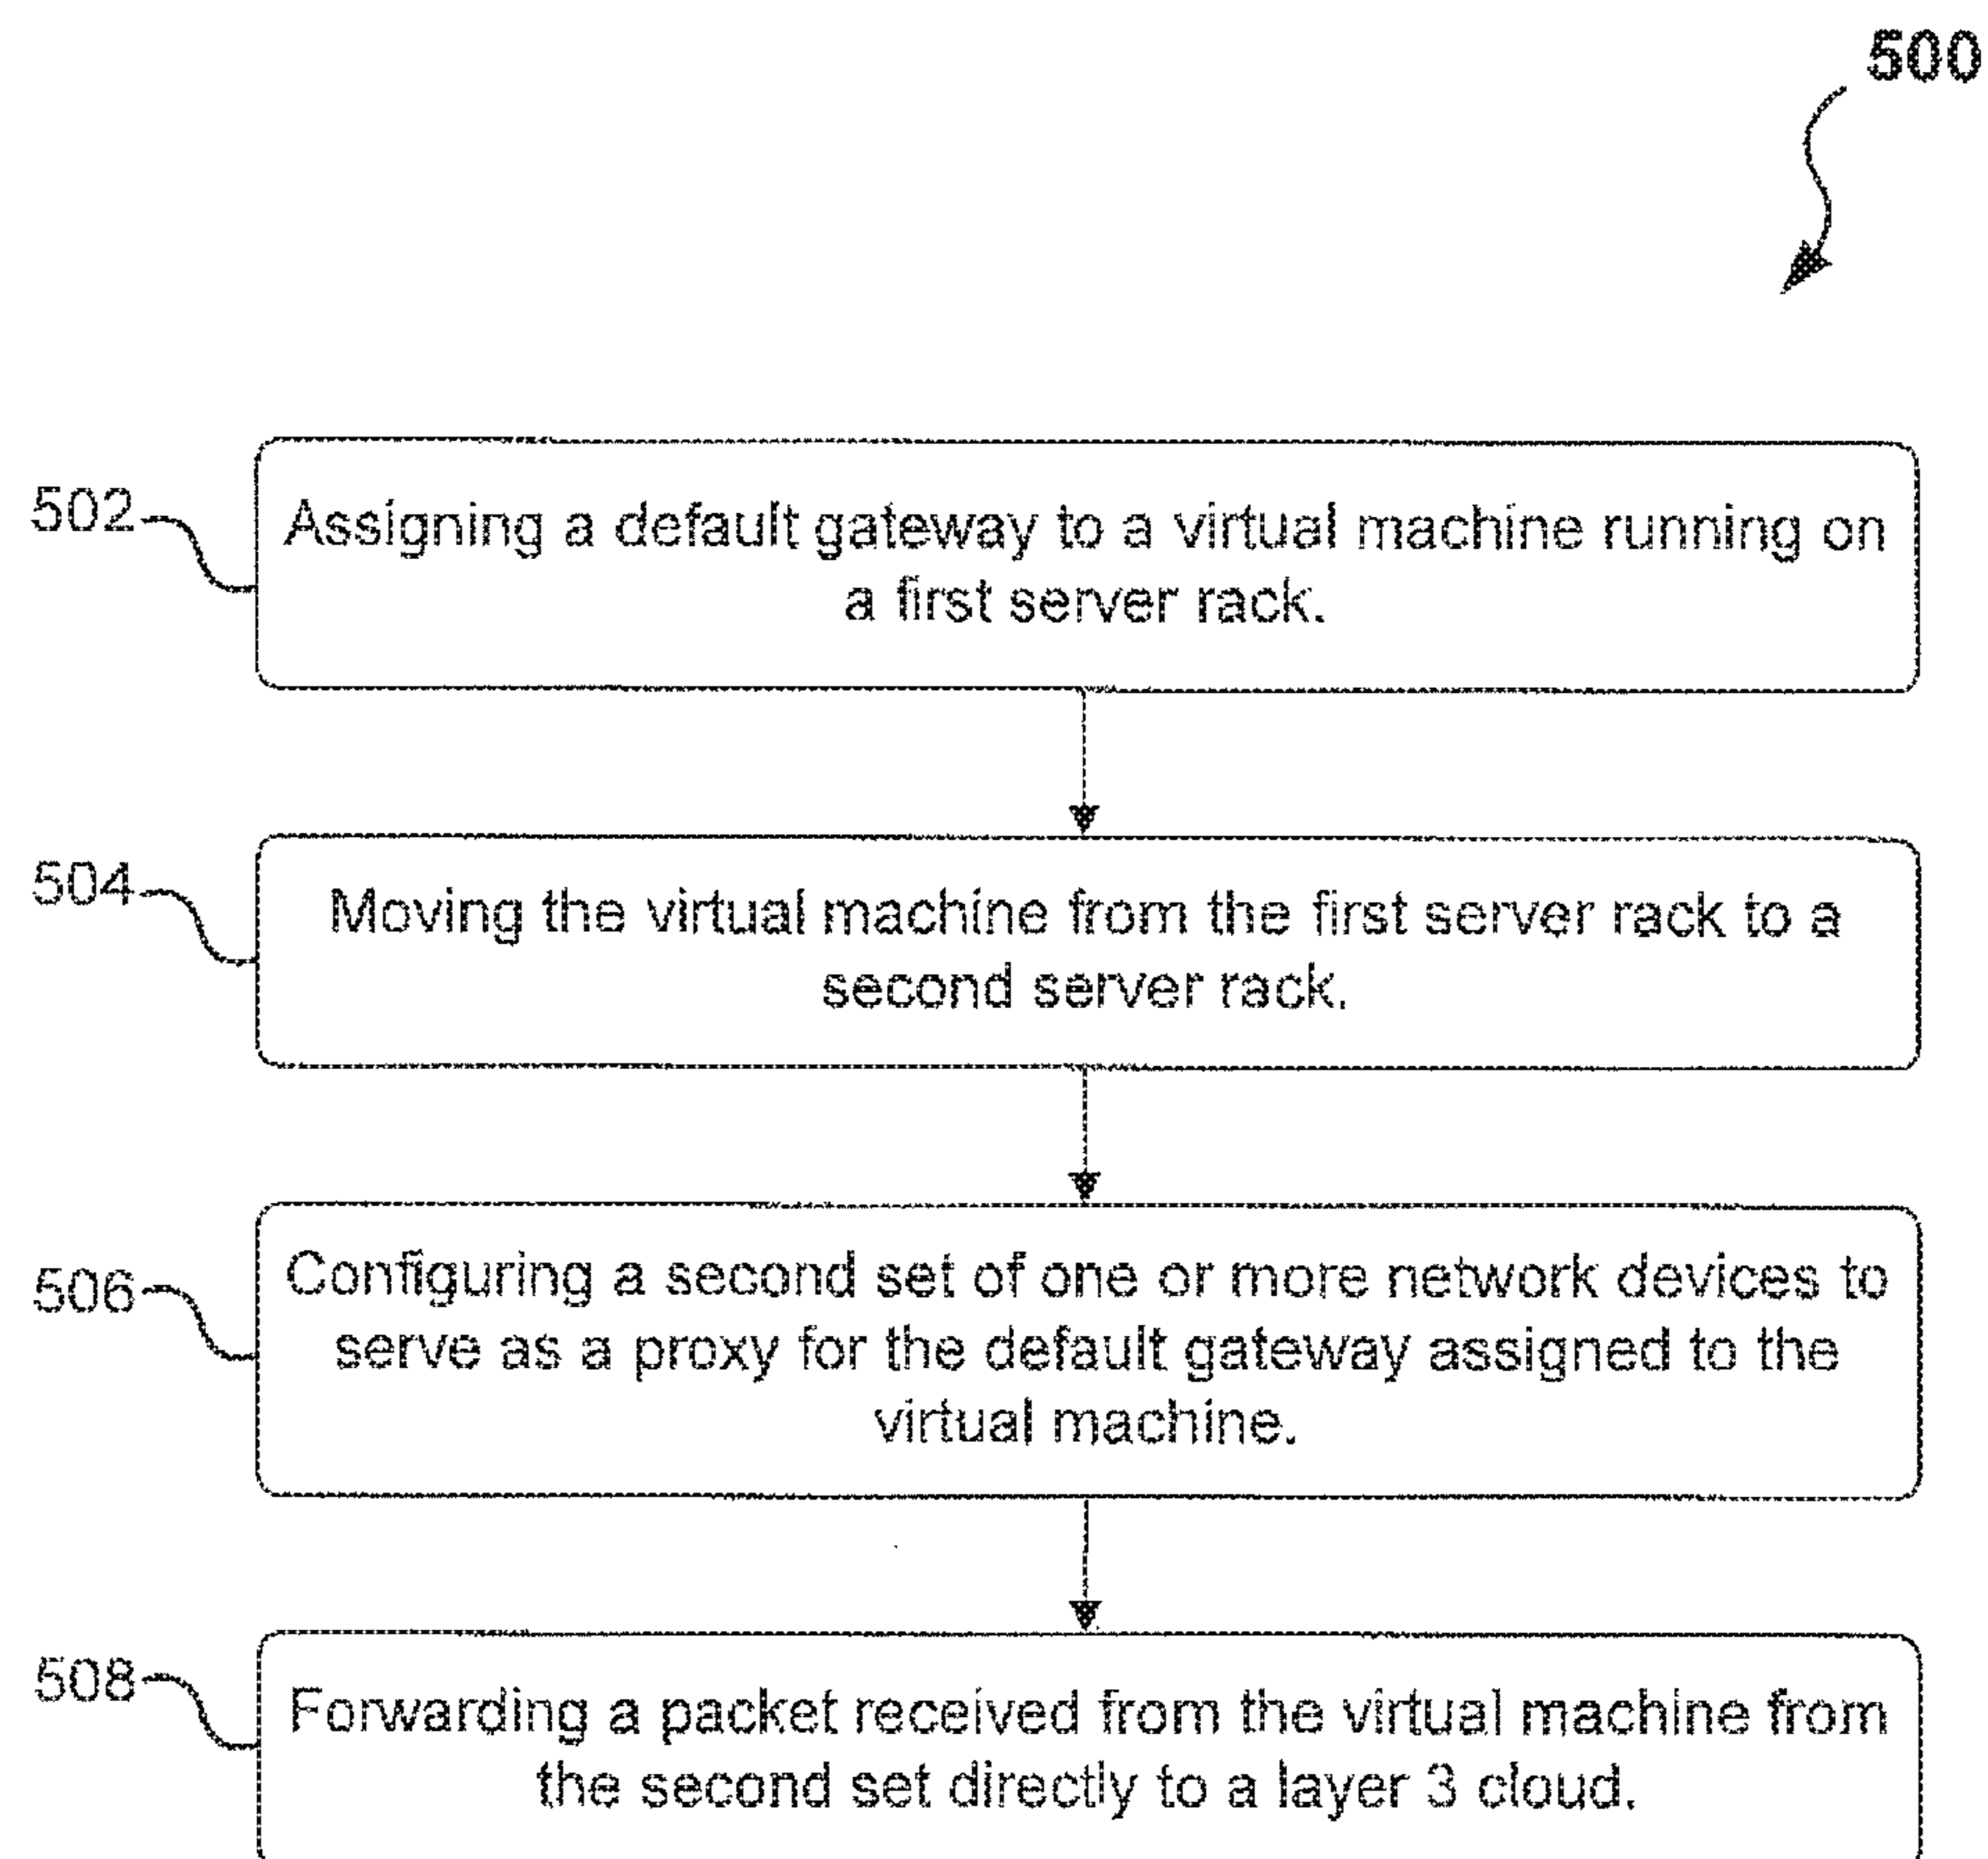 500
502
Assigning a default gateway to a virtual machine running on
a first server rack.
504
Moving the virtual machine from the first server rack to a
second server rack.
506
Configuring a second set of one or more network devices to
serve as a proxy for the default gateway assigned to the
virtual machine.
508
Forwarding a packet received from the virtual machine from
the second set directly to a layer 3 cloud.